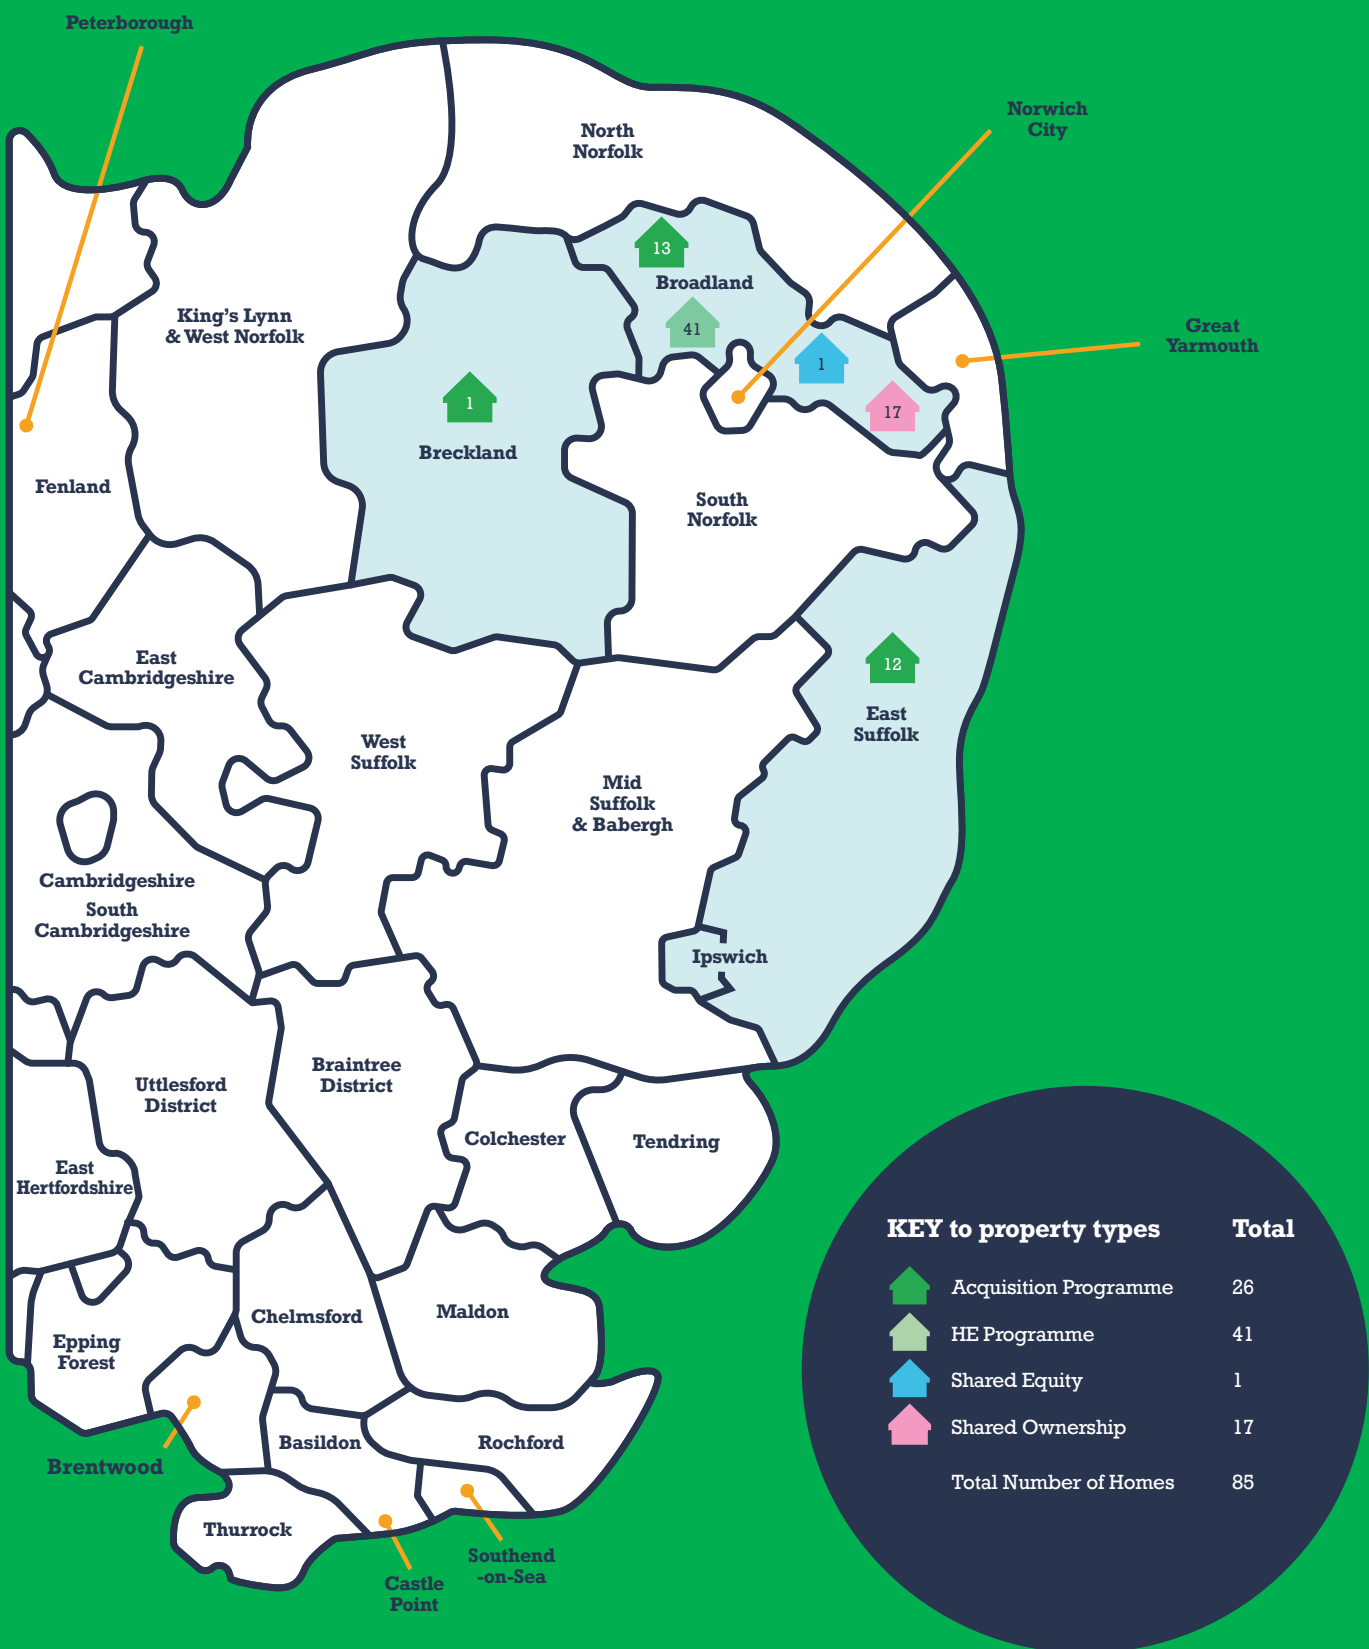 Peterborough
Norwich
City
North
Norfolk
13
Broadland
King's Lynn
& West Norfolk
41
Great
Yarmouth
1
1
17
Breckland
Fenland
South
Norfolk
East
Cambridgeshire
12
East
Suffolk
West
Suffolk
Mid
Suffolk
& Babergh
Cambridgeshire
South
Cambridgeshire
Ipswich
Braintree
District
Uttlesford
District
Colchester
Tendring
East
Hertfordshire
Chelmsford
Maldon
Epping
Forest
Basildon
Rochford
Brentwood
Thurrock
Southend
-on-Sea
Castle
Point
KEY to property types Total
Acquisition Programme 26
HE Programme 41
Shared Equity 1
Shared Ownership 17
Total Number of Homes 85